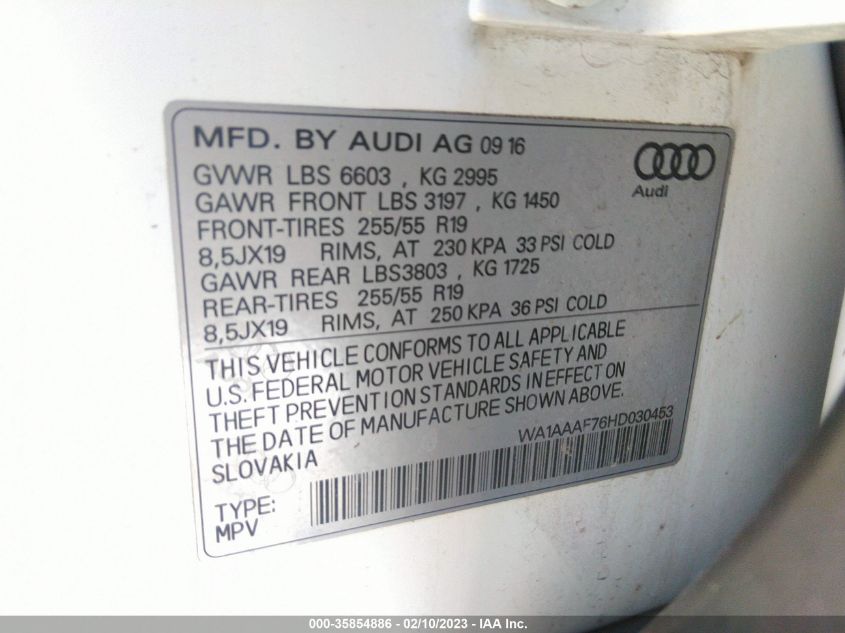 MFD. BY AUDI AG 09 16
Audi
GVWR LBS 6603 , KG 2995
GAWR FRONT LBS 3197 , KG 1450
FRONT-TIRES 255/55 R19
8,5JX19 RIMS, AT 230 KPA 33 PSI COLD
GAWR REAR LBS3803 , KG 1725
REAR-TIRES 255/55 R19
8,5JX19 RIMS, AT 250 KPA 36 PSI COLD
THIS VEHICLE CONFORMS TO ALL APPLICABLE
U.S. FEDERAL MOTOR VEHICLE SAFETY AND
THEFT PREVENTION STANDARDS IN EFFECT ON
THE DATE OF MANUFACTURE SHOWN ABOVE.
SLOVAKIA
WA1AAAF76HD030453
TYPE:
MPV
000-35854886 - 02/10/2023 - IAA Inc.